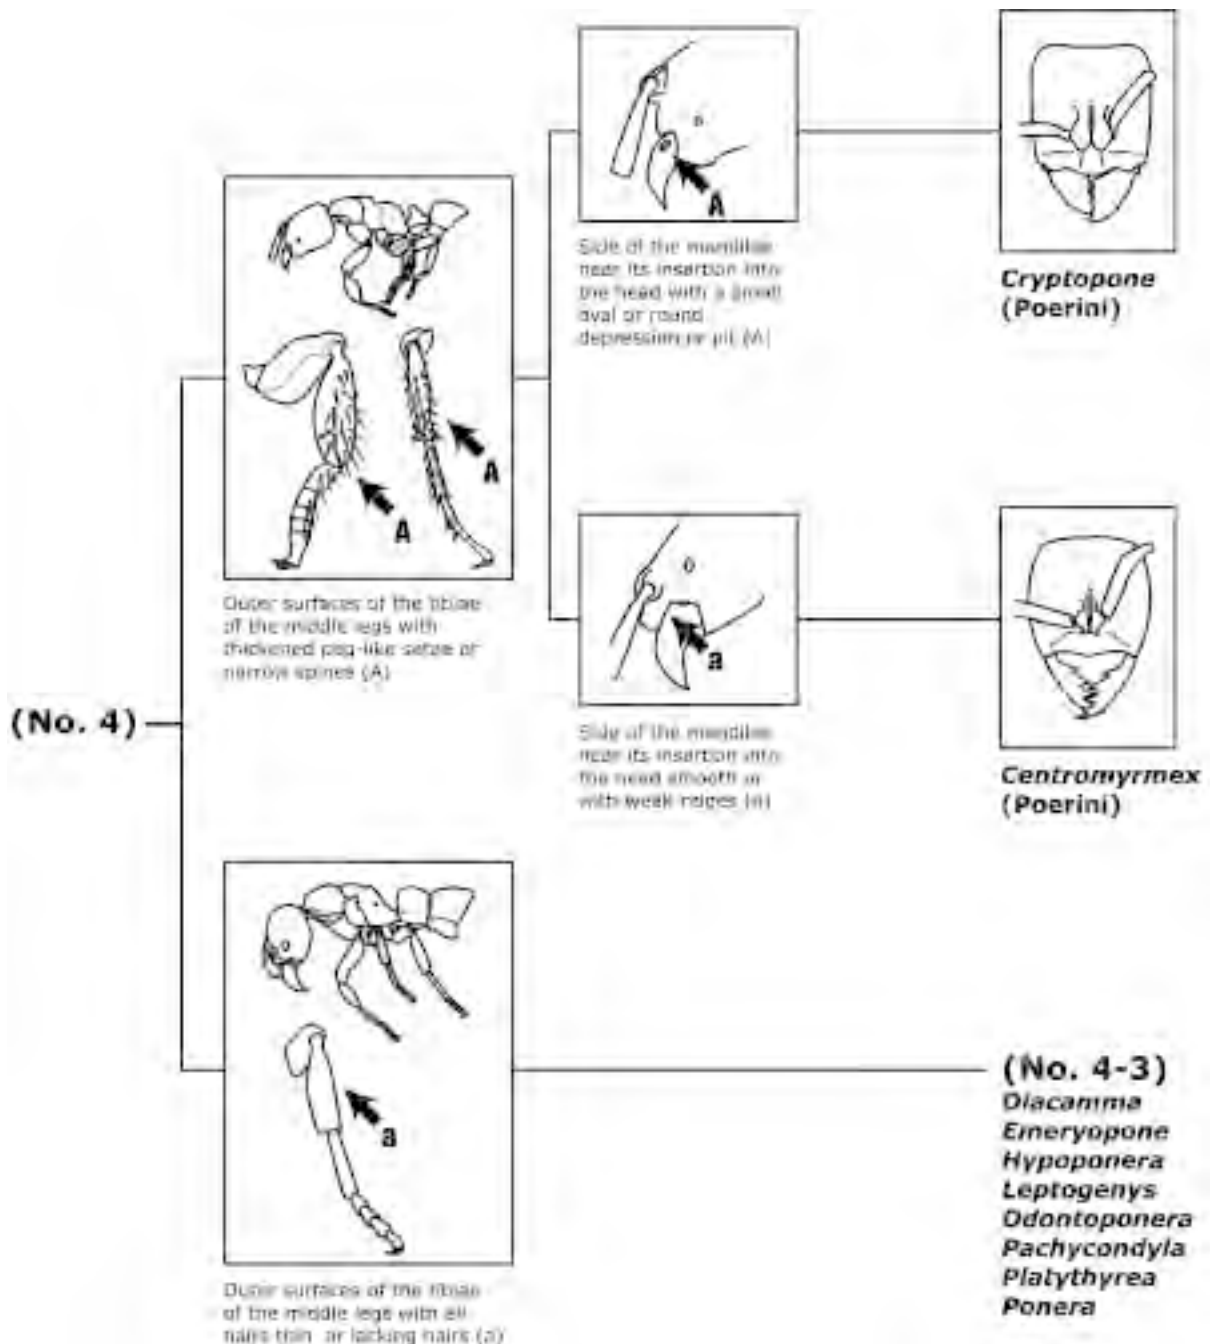 A
Side of the mandible
near its insertion into
the head with a small
oval or round
depression or pit (A)
Cryptopone
(Poerini)
A
A
Outer surfaces of the tibiae
of the middle legs with
thickened peg-like setae or
narrow spines (A)
a
Side of the mandible
near its insertion into
the head smooth or
with weak ridges (a)
Centromyrmex
(Poerini)
(No. 4)
a
Outer surfaces of the tibiae
of the middle legs with all
hairs thin or lacking hairs (a)
(No. 4-3)
Diacamma
Emeryopone
Hypoponera
Leptogenys
Odontoponera
Pachycondyla
Platythyrea
Ponera